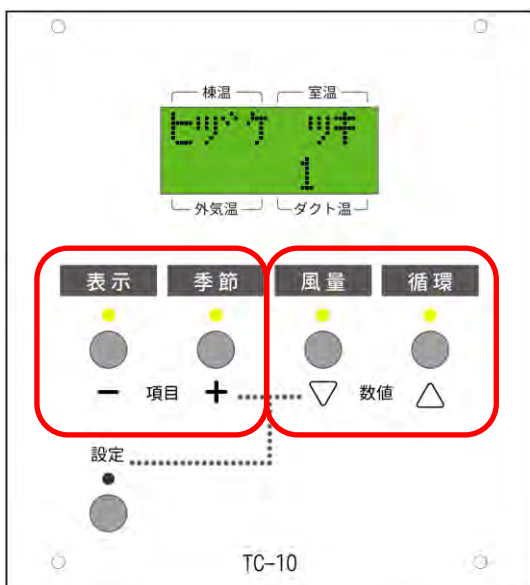 棟温 室温
ヒヅケ ツキ
1
外気温 ダクト温
表示 季節 風量 循環
− 項目 + ▽ 数値 △
設定
TC-10